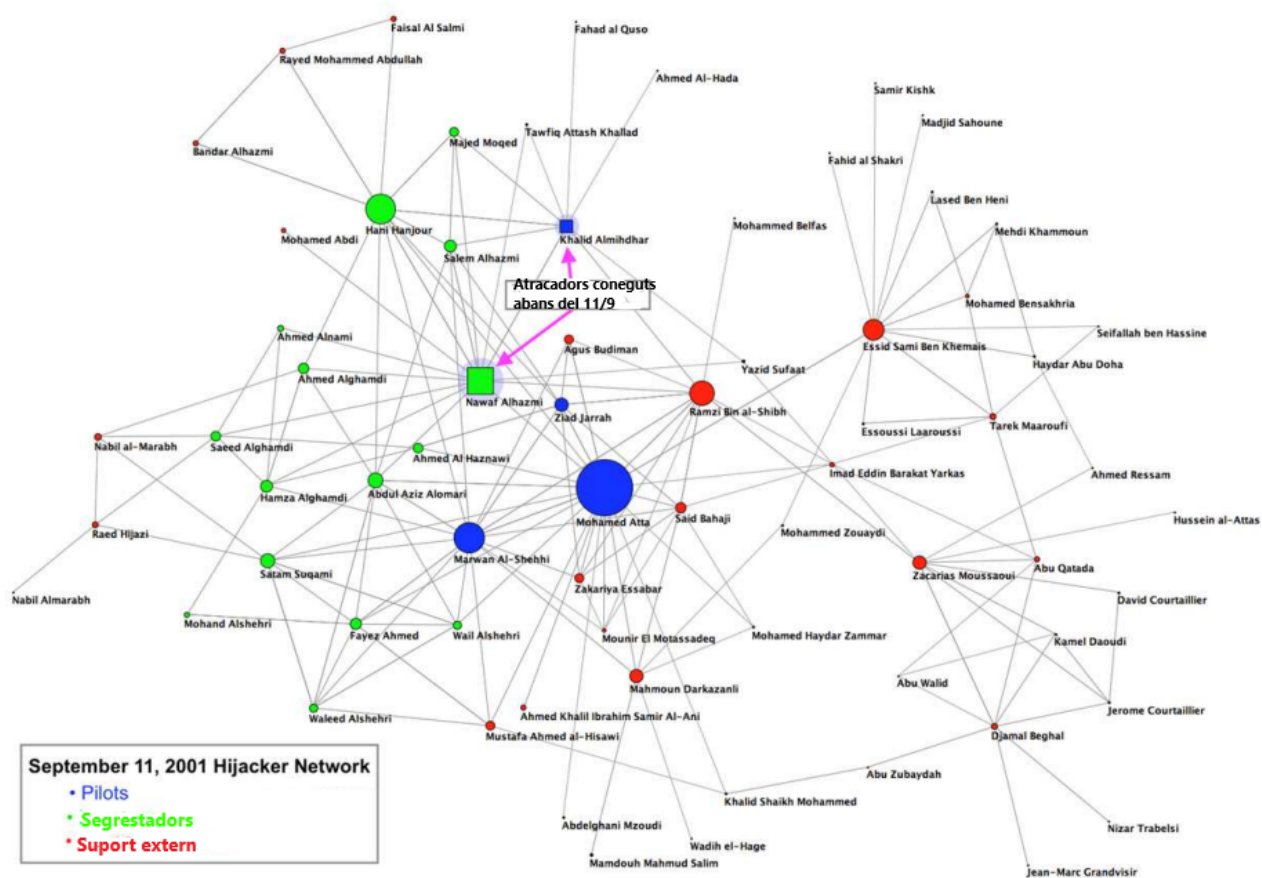 Faisal Al Salmi
Fahad al Quso
Rayed Mohammed Abdullah
Ahmed Al-Hada
Samir Kishk
Madjid Sahoune
Tawfiq Attash Khallad
Majed Moqed
Bandar Alhazmi
Fahid al Shakri
Lased Ben Heni
Mohammed Belfas
Hani Hanjour
Mehdi Khammoun
Mohamed Abdi
Khalid Almihdhar
Salem Alhazmi
Atracadors coneguts
abans del 11/9
Mohamed Bensakhria
Ahmed Alnami
Essid Sami Ben Khemais
Seifallah ben Hassine
Agus Budiman
Haydar Abu Doha
Yazid Sufaat
Ahmed Alghamdi
Nawaf Alhazmi
Ziad Jarrah
Ramzi Bin al-Shibh
Essoussi Laaroussi
Tarek Maaroufi
Nabil al-Marabh
Saeed Alghamdi
Ahmed Al Haznawi
Imad Eddin Barakat Yarkas
Ahmed Ressam
Hamza Alghamdi
Abdul Aziz Alomari
Mohamed Atta
Said Bahaji
Hussein al-Attas
Raed Hijazi
Mohammed Zouaydi
Marwan Al-Shehhi
Abu Qatada
Satam Suqami
Zacarias Moussaoui
Zakariya Essabar
Nabil Almarabh
David Courtaillier
Mohand Alshehri
Fayez Ahmed
Wail Alshehri
Mounir El Motassadeq
Mohamed Haydar Zammar
Kamel Daoudi
Abu Walid
Mahmoun Darkazanli
Jerome Courtaillier
Waleed Alshehri
Ahmed Khalil Ibrahim Samir Al-Ani
Mustafa Ahmed al-Hisawi
Djamal Beghal
Abu Zubaydah
Khalid Shaikh Mohammed
Abdelghani Mzoudi
Nizar Trabelsi
Wadih el-Hage
Mamdouh Mahmud Salim
Jean-Marc Grandvisir
September 11, 2001 Hijacker Network
• Pilots
• Segrestadors
• Suport extern